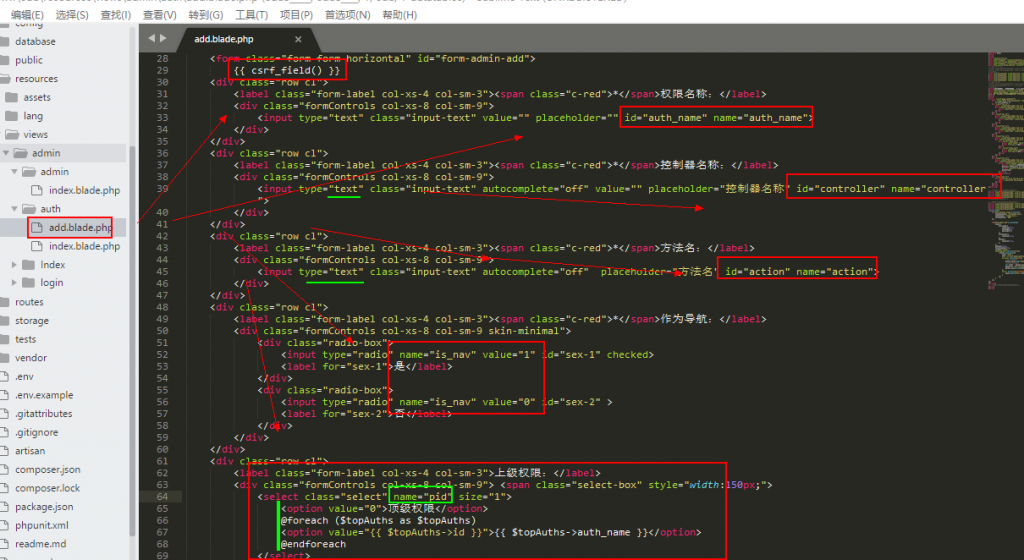 编辑(E) 选择(S) 查找(I) 查看(V) 转到(G) 工具(T) 项目(P) 首选项(N) 帮助(H)
config
database
public
resources
assets
lang
views
admin
admin
index.blade.php
auth
add.blade.php
index.blade.php
Index
login
routes
storage
tests
vendor
.env
.env.example
.gitattributes
.gitignore
artisan
composer.json
composer.lock
package.json
phpunit.xml
readme.md
add.blade.php ×
28 <form class="form form-horizontal" id="form-admin-add">
29 {{ csrf_field() }}
30 <div class="row cl">
31 <label class="form-label col-xs-4 col-sm-3"><span class="c-red">*</span>权限名称：</label>
32 <div class="formControls col-xs-8 col-sm-9">
33 <input type="text" class="input-text" value="" placeholder="" id="auth_name" name="auth_name">
34 </div>
35 </div>
36 <div class="row cl">
37 <label class="form-label col-xs-4 col-sm-3"><span class="c-red">*</span>控制器名称：</label>
38 <div class="formControls col-xs-8 col-sm-9">
39 <input type="text" class="input-text" autocomplete="off" value="" placeholder="控制器名称" id="controller" name="controller
">
40 </div>
41 </div>
42 <div class="row cl">
43 <label class="form-label col-xs-4 col-sm-3"><span class="c-red">*</span>方法名：</label>
44 <div class="formControls col-xs-8 col-sm-9">
45 <input type="text" class="input-text" autocomplete="off" placeholder="方法名" id="action" name="action">
46 </div>
47 </div>
48 <div class="row cl">
49 <label class="form-label col-xs-4 col-sm-3"><span class="c-red">*</span>作为导航：</label>
50 <div class="formControls col-xs-8 col-sm-9 skin-minimal">
51 <div class="radio-box">
52 <input type="radio" name="is_nav" value="1" id="sex-1" checked>
53 <label for="sex-1">是</label>
54 </div>
55 <div class="radio-box">
56 <input type="radio" name="is_nav" value="0" id="sex-2" >
57 <label for="sex-2">否</label>
58 </div>
59 </div>
60 </div>
61 <div class="row cl">
62 <label class="form-label col-xs-4 col-sm-3">上级权限：</label>
63 <div class="formControls col-xs-8 col-sm-9"> <span class="select-box" style="width:150px;">
64 <select class="select" name="pid" size="1">
65 <option value="0">顶级权限</option>
66 @foreach ($topAuths as $topAuths)
67 <option value="{{ $topAuths->id }}">{{ $topAuths->auth_name }}</option>
68 @endforeach
69 </select>